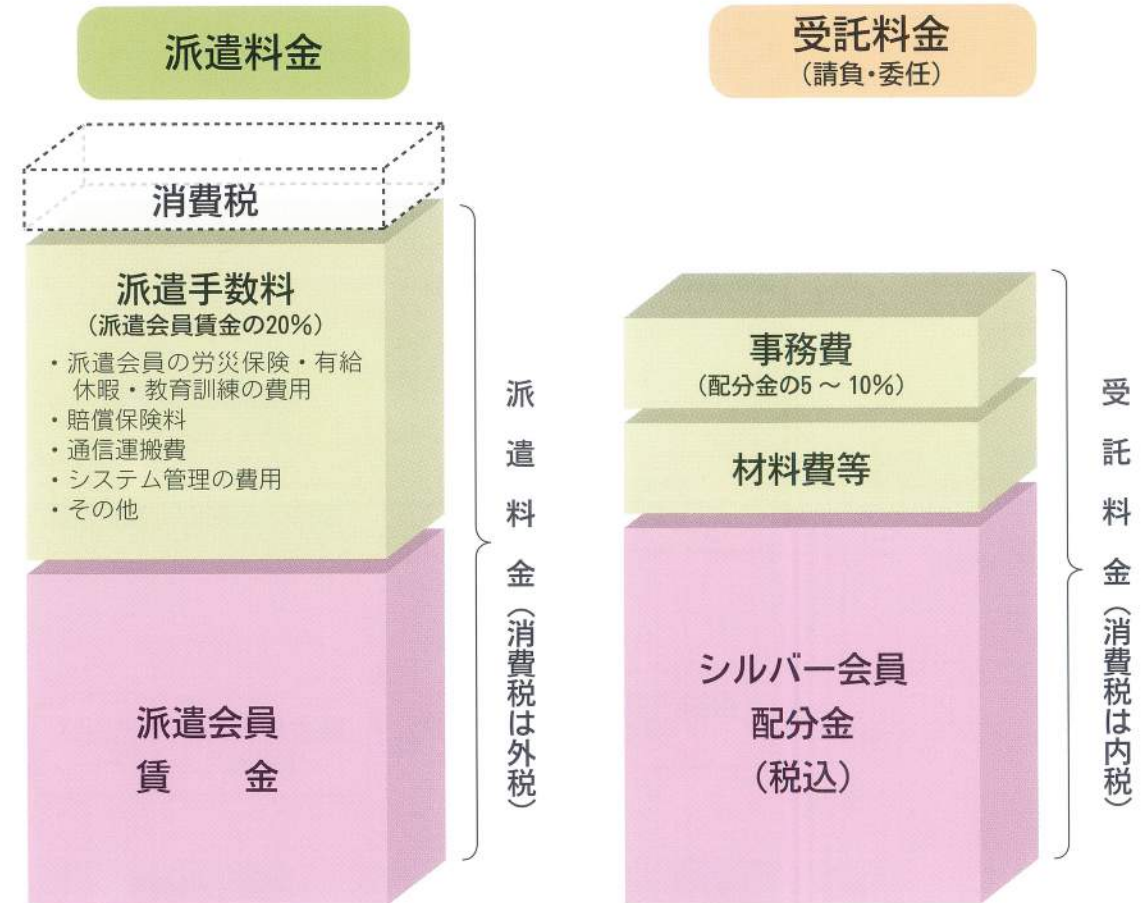 派遣料金
消費税
派遣手数料
（派遣会員賃金の20％）
・派遣会員の労災保険・有給
休暇・教育訓練の費用
・賠償保険料
・通信運搬費
・システム管理の費用
・その他
派遣会員
賃　　金
派遣料金（消費税は外税）
受託料金
（請負・委任）
事務費
（配分金の5 ～ 10％）
材料費等
シルバー会員
配分金
（税込）
受託料金（消費税は内税）